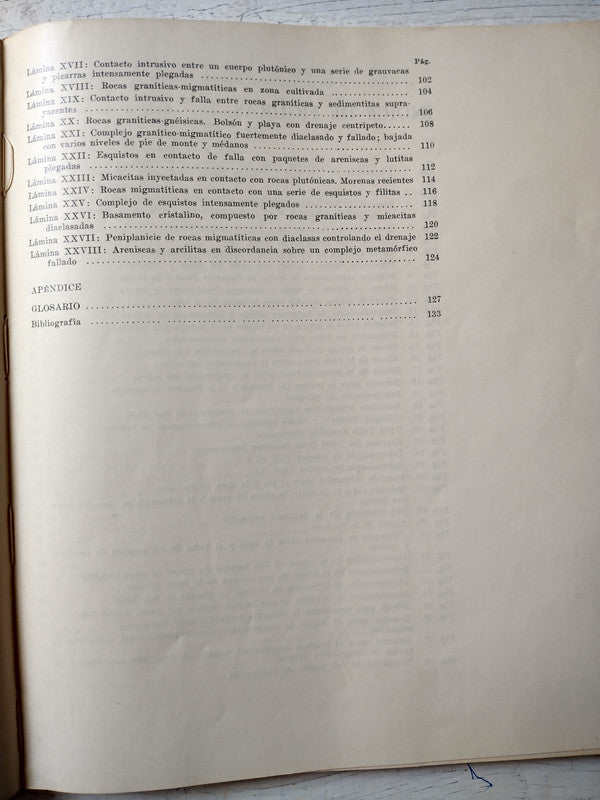 Pág.
Lámina XVII: Contacto intrusivo entre un cuerpo plutónico y una serie de granvacas
y pizarras intensamente plegadas ........ 102
Lámina XVIII: Rocas graníticas-migmatíticas en zona cultivada ........ 104
Lámina XIX: Contacto intrusivo y falla entre rocas graníticas y sedimentitas supra-
yacentes ........ 106
Lámina XX: Rocas graníticas-gnéisicas. Bolsón y playa con drenaje centrípeto...... 108
Lámina XXI: Complejo granítico-migmatítico fuertemente diaclasado y fallado; bajada
con varios niveles de pie de monte y médanos ........ 110
Lámina XXII: Esquistos en contacto de falla con paquetes de areniscas y lutitas
plegadas ........ 112
Lámina XXIII: Micacitas inyectadas en contacto con rocas plutónicas. Morenas recientes 114
Lámina XXIV: Rocas migmatíticas en contacto con una serie de esquistos y filitas .. 116
Lámina XXV: Complejo de esquistos intensamente plegados ........ 118
Lámina XXVI: Basamento cristalino, compuesto por rocas graníticas y micacitas
diaclasadas ........ 120
Lámina XXVII: Peniplanicie de rocas migmatíticas con diaclasas controlando el drenaje 122
Lámina XXVIII: Areniscas y arcilitas en discordancia sobre un complejo metamórfico
fallado ........ 124
APÉNDICE
GLOSARIO ........ 127
Bibliografía ........ 133